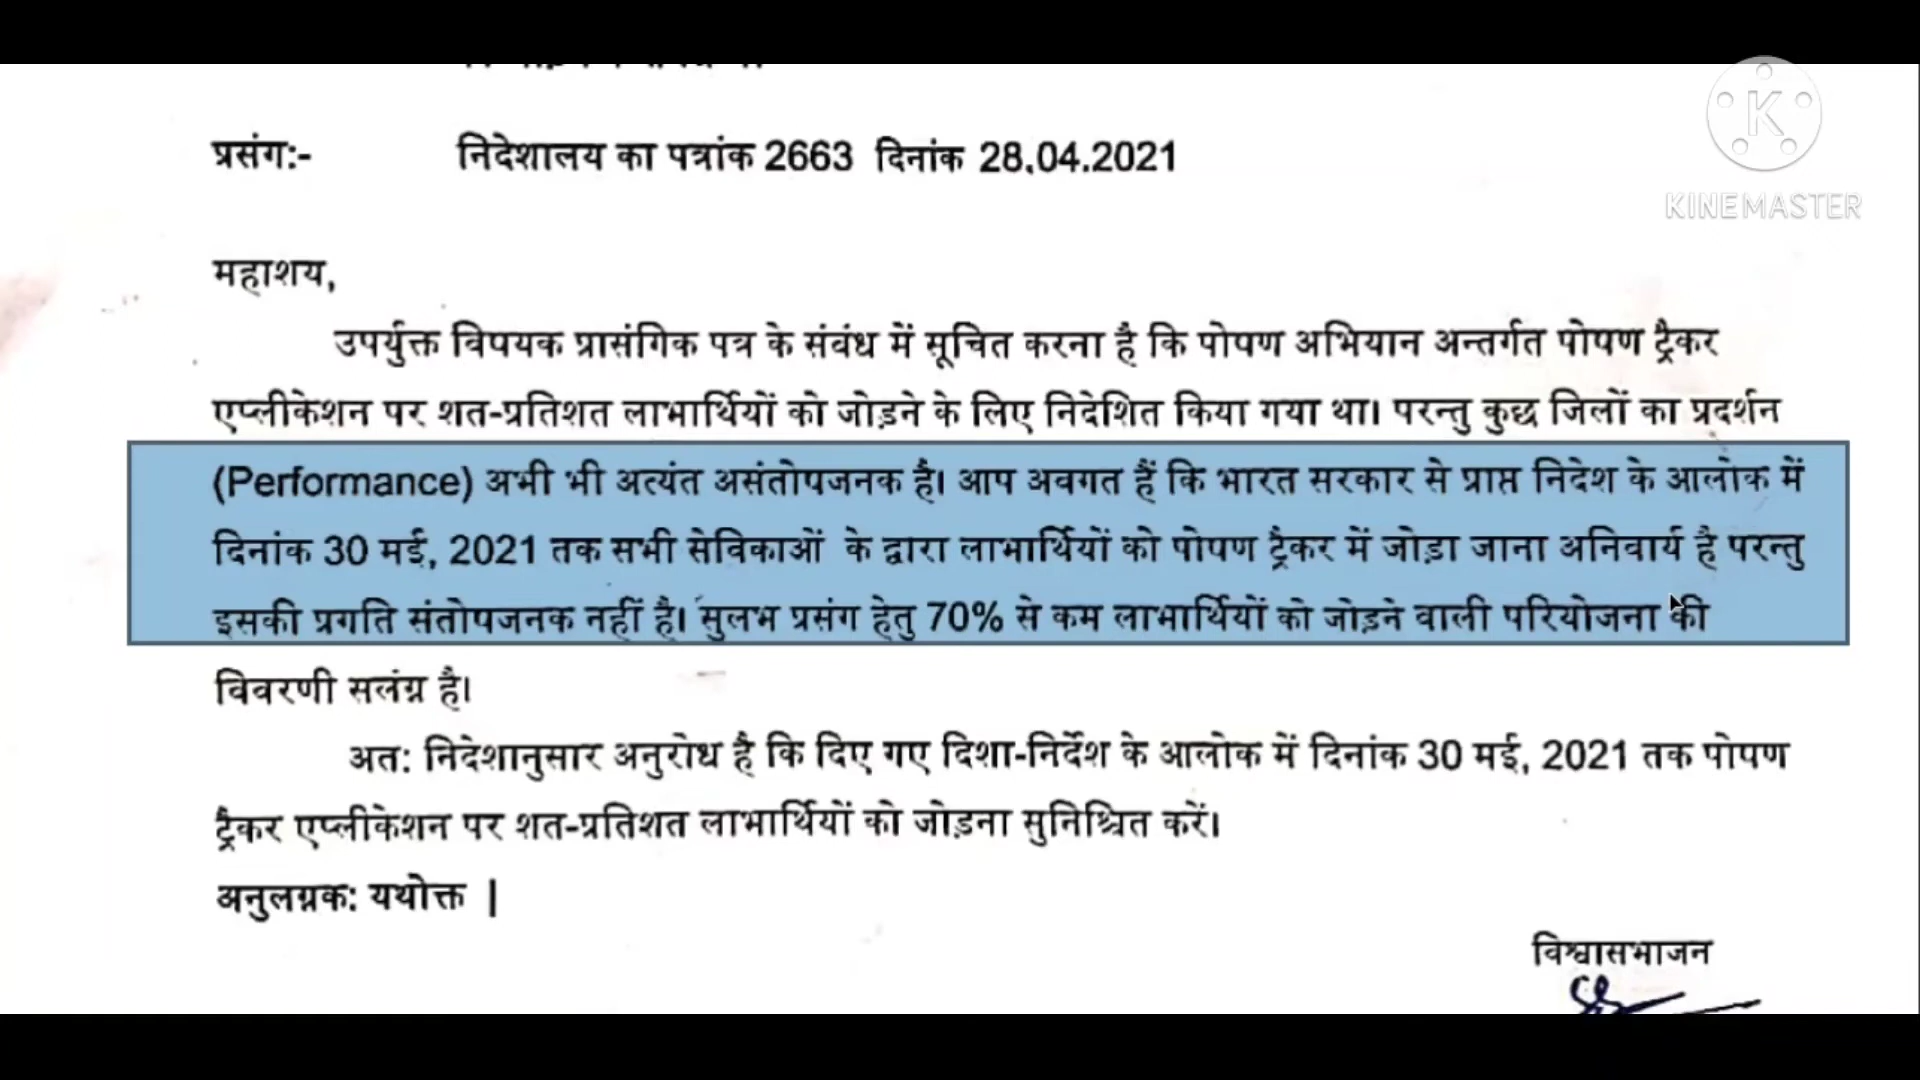 प्रसंग:- निदेशालय का पत्रांक 2663 दिनांक 28.04.2021
K
KINEMASTER
महाशय,
उपर्युक्त विषयक प्रासंगिक पत्र के संबंध में सूचित करना है कि पोषण अभियान अन्तर्गत पोषण ट्रैकर
एप्लीकेशन पर शत-प्रतिशत लाभार्थियों को जोड़ने के लिए निदेशित किया गया था। परन्तु कुछ जिलों का प्रदर्शन
(Performance) अभी भी अत्यंत असंतोषजनक है। आप अवगत हैं कि भारत सरकार से प्राप्त निदेश के आलोक में
दिनांक 30 मई, 2021 तक सभी सेविकाओं के द्वारा लाभार्थियों को पोषण ट्रैकर में जोड़ा जाना अनिवार्य है परन्तु
इसकी प्रगति संतोषजनक नहीं है। सुलभ प्रसंग हेतु 70% से कम लाभार्थियों को जोड़ने वाली परियोजना की
विवरणी सलंग्न है।
अत: निदेशानुसार अनुरोध है कि दिए गए दिशा-निर्देश के आलोक में दिनांक 30 मई, 2021 तक पोषण
ट्रैकर एप्लीकेशन पर शत-प्रतिशत लाभार्थियों को जोड़ना सुनिश्चित करें।
अनुलग्नक: यथोक्त |
विश्वासभाजन